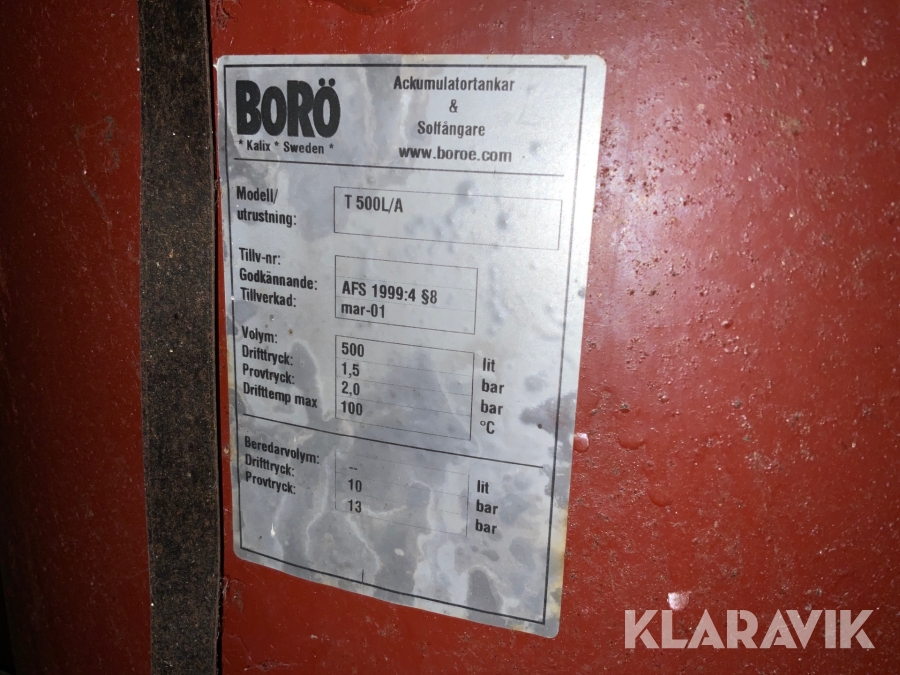 BORÖ
* Kalix * Sweden *
Ackumulatortankar
&
Solfångare
www.boroe.com
Modell/ T 500L/A
utrustning:
Tillv-nr:
Godkännande: AFS 1999:4 §8
Tillverkad: mar-01
Volym: 500 lit
Drifttryck: 1,5 bar
Provtryck: 2,0 bar
Drifttemp max 100 °C
Beredarvolym: -- lit
Drifttryck: 10 bar
Provtryck: 13 bar
KLARAVIK